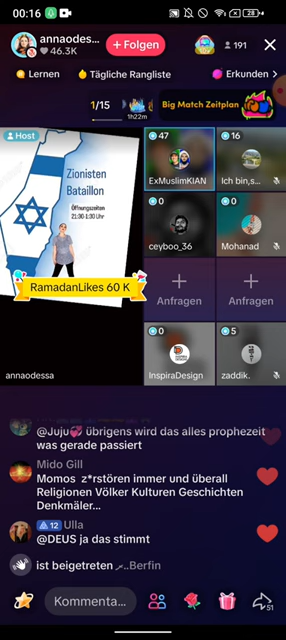 00:16
28
annaodes...
46.3K
+ Folgen
191
Lernen
Tägliche Rangliste
Erkunden
1/15
1h22m
Big Match Zeitplan
Host
Zionisten
Bataillon
Öffnungszeiten
21:00-1:00 Uhr
RamadanLikes 60 K
annaodessa
47
ExMuslimKIAN
16
Ich bin,s...
0
ceyboo_36
0
Mohanad
Anfragen
Anfragen
0
InspiraDesign
5
zaddik.
@Juju💞 übrigens wird das alles prophezeit
was gerade passiert
Mido Gill
Momos z*rstören immer und überall
Religionen Völker Kulturen Geschichten
Denkmäler...
12 Ulla
@DEUS ja das stimmt
ist beigetreten
..Berfin
Kommenta...
51